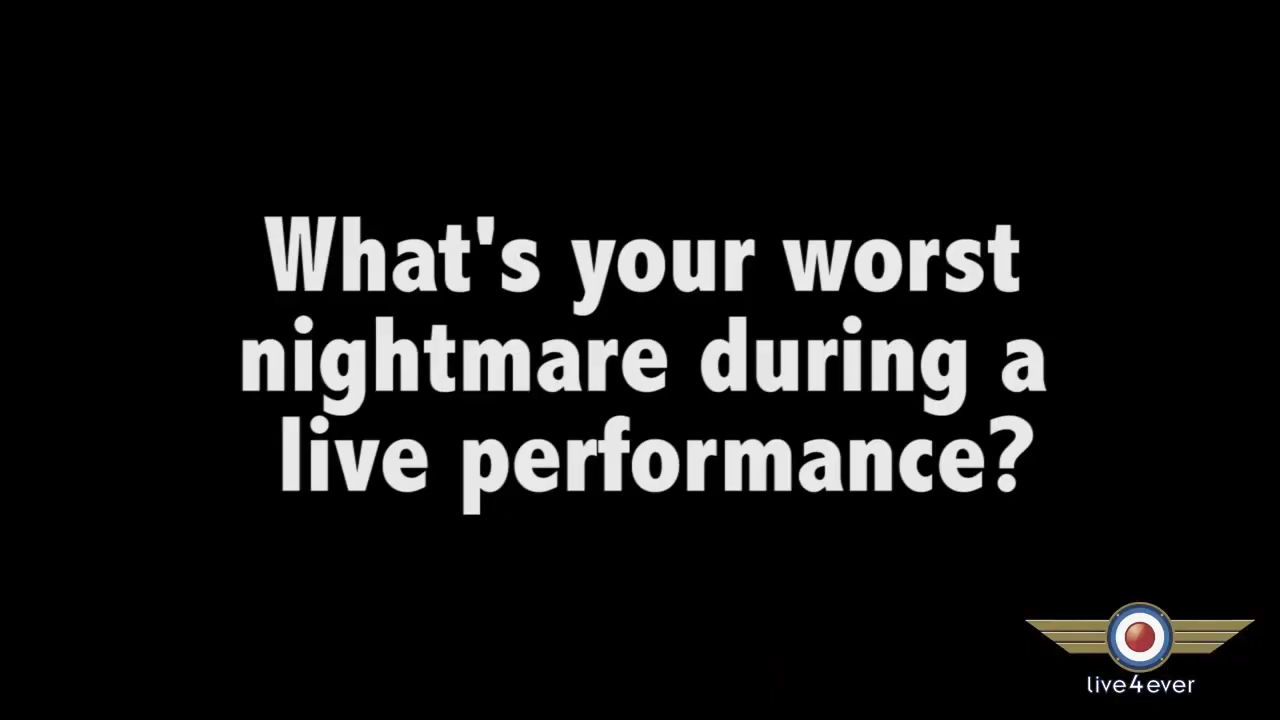 What's your worst
nightmare during a
live performance?
live4ever